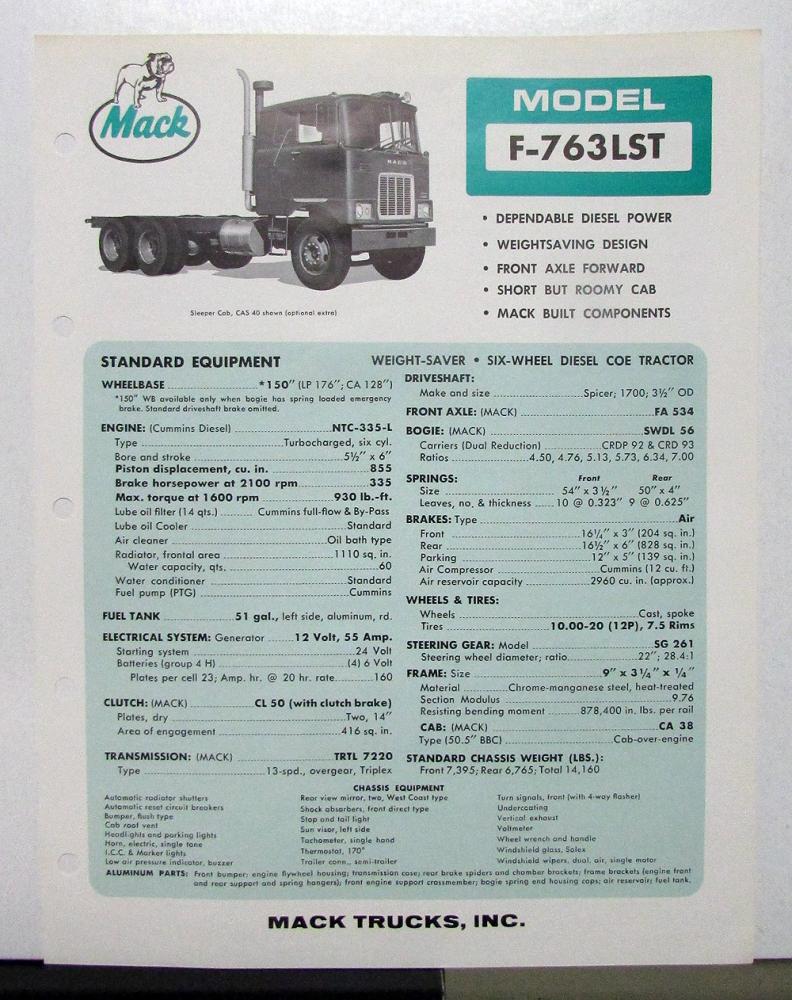 Mack
MACK
MODEL
F-763LST
• DEPENDABLE DIESEL POWER
• WEIGHTSAVING DESIGN
• FRONT AXLE FORWARD
• SHORT BUT ROOMY CAB
• MACK BUILT COMPONENTS
Sleeper Cab, CAS 40 shown (optional extra)
STANDARD EQUIPMENT
WEIGHT-SAVER • SIX-WHEEL DIESEL COE TRACTOR
WHEELBASE ... *150" (LP 176"; CA 128")
*150" WB available only when bogie has spring loaded emergency
brake. Standard driveshaft brake omitted.
ENGINE: (Cummins Diesel) ... NTC-335-L
Type ... Turbocharged, six cyl.
Bore and stroke ... 5½" x 6"
Piston displacement, cu. in. ... 855
Brake horsepower at 2100 rpm ... 335
Max. torque at 1600 rpm ... 930 lb.-ft.
Lube oil filter (14 qts.) ... Cummins full-flow & By-Pass
Lube oil Cooler ... Standard
Air cleaner ... Oil bath type
Radiator, frontal area ... 1110 sq. in.
Water capacity, qts. ... 60
Water conditioner ... Standard
Fuel pump (PTG) ... Cummins
FUEL TANK ... 51 gal., left side, aluminum, rd.
ELECTRICAL SYSTEM: Generator ... 12 Volt, 55 Amp.
Starting system ... 24 Volt
Batteries (group 4 H) ... (4) 6 Volt
Plates per cell 23; Amp. hr. @ 20 hr. rate ... 160
CLUTCH: (MACK) ... CL 50 (with clutch brake)
Plates, dry ... Two, 14"
Area of engagement ... 416 sq. in.
TRANSMISSION: (MACK) ... TRTL 7220
Type ... 13-spd., overgear, Triplex
DRIVESHAFT:
Make and size ... Spicer; 1700; 3½" OD
FRONT AXLE: (MACK) ... FA 534
BOGIE: (MACK) ... SWDL 56
Carriers (Dual Reduction) ... CRDP 92 & CRD 93
Ratios ... 4.50, 4.76, 5.13, 5.73, 6.34, 7.00
SPRINGS: Front Rear
Size ... 54" x 3½" 50" x 4"
Leaves, no. & thickness ... 10 @ 0.323" 9 @ 0.625"
BRAKES: Type ... Air
Front ... 16¼" x 3" (204 sq. in.)
Rear ... 16½" x 6" (828 sq. in.)
Parking ... 12" x 5" (139 sq. in.)
Air Compressor ... Cummins (12 cu. ft.)
Air reservoir capacity ... 2960 cu. in. (approx.)
WHEELS & TIRES:
Wheels ... Cast, spoke
Tires ... 10.00-20 (12P), 7.5 Rims
STEERING GEAR: Model ... SG 261
Steering wheel diameter; ratio ... 22"; 28.4:1
FRAME: Size ... 9" x 3¼" x ¼"
Material ... Chrome-manganese steel, heat-treated
Section Modulus ... 9.76
Resisting bending moment ... 878,400 in. lbs. per rail
CAB: (MACK) ... CA 38
Type (50.5" BBC) ... Cab-over-engine
STANDARD CHASSIS WEIGHT (LBS.):
Front 7,395; Rear 6,765; Total 14,160
CHASSIS EQUIPMENT
Automatic radiator shutters
Automatic reset circuit breakers
Bumper, flush type
Cab roof vent
Headlights and parking lights
Horn, electric, single tone
I.C.C. & Marker lights
Low air pressure indicator, buzzer
Rear view mirror, two, West Coast type
Shock absorbers, front direct type
Stop and tail light
Sun visor, left side
Tachometer, single hand
Thermostat, 170°
Trailer conn., semi-trailer
Turn signals, front (with 4-way flasher)
Undercoating
Vertical exhaust
Voltmeter
Wheel wrench and handle
Windshield glass, Solex
Windshield wipers, dual, air, single motor
ALUMINUM PARTS: Front bumper; engine flywheel housing; transmission case; rear brake spiders and chamber brackets; frame brackets (engine front
and rear support and spring hangers); front engine support crossmember; bogie spring end housing caps; air reservoir; fuel tank.
MACK TRUCKS, INC.